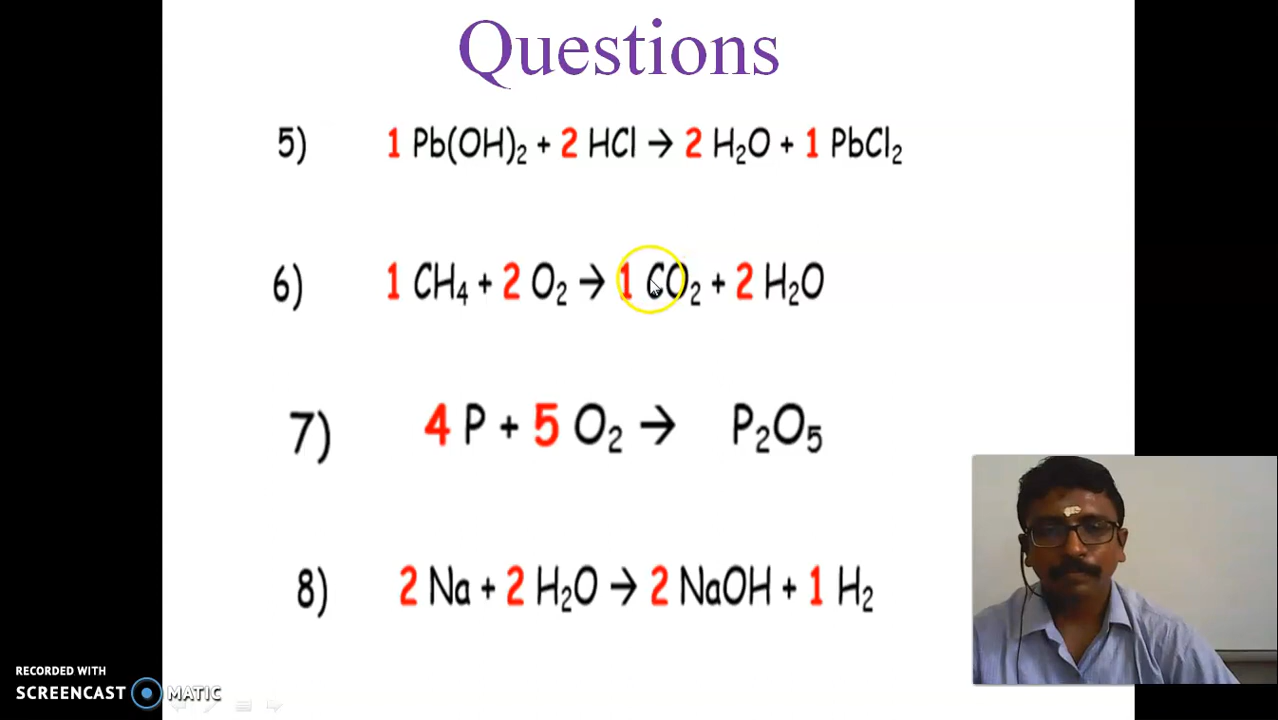 Questions
5) 1 Pb(OH)₂ + 2 HCl → 2 H₂O + 1 PbCl₂
6) 1 CH₄ + 2 O₂ → 1 CO₂ + 2 H₂O
7) 4 P + 5 O₂ → P₂O₅
8) 2 Na + 2 H₂O → 2 NaOH + 1 H₂
RECORDED WITH
SCREENCAST MATIC